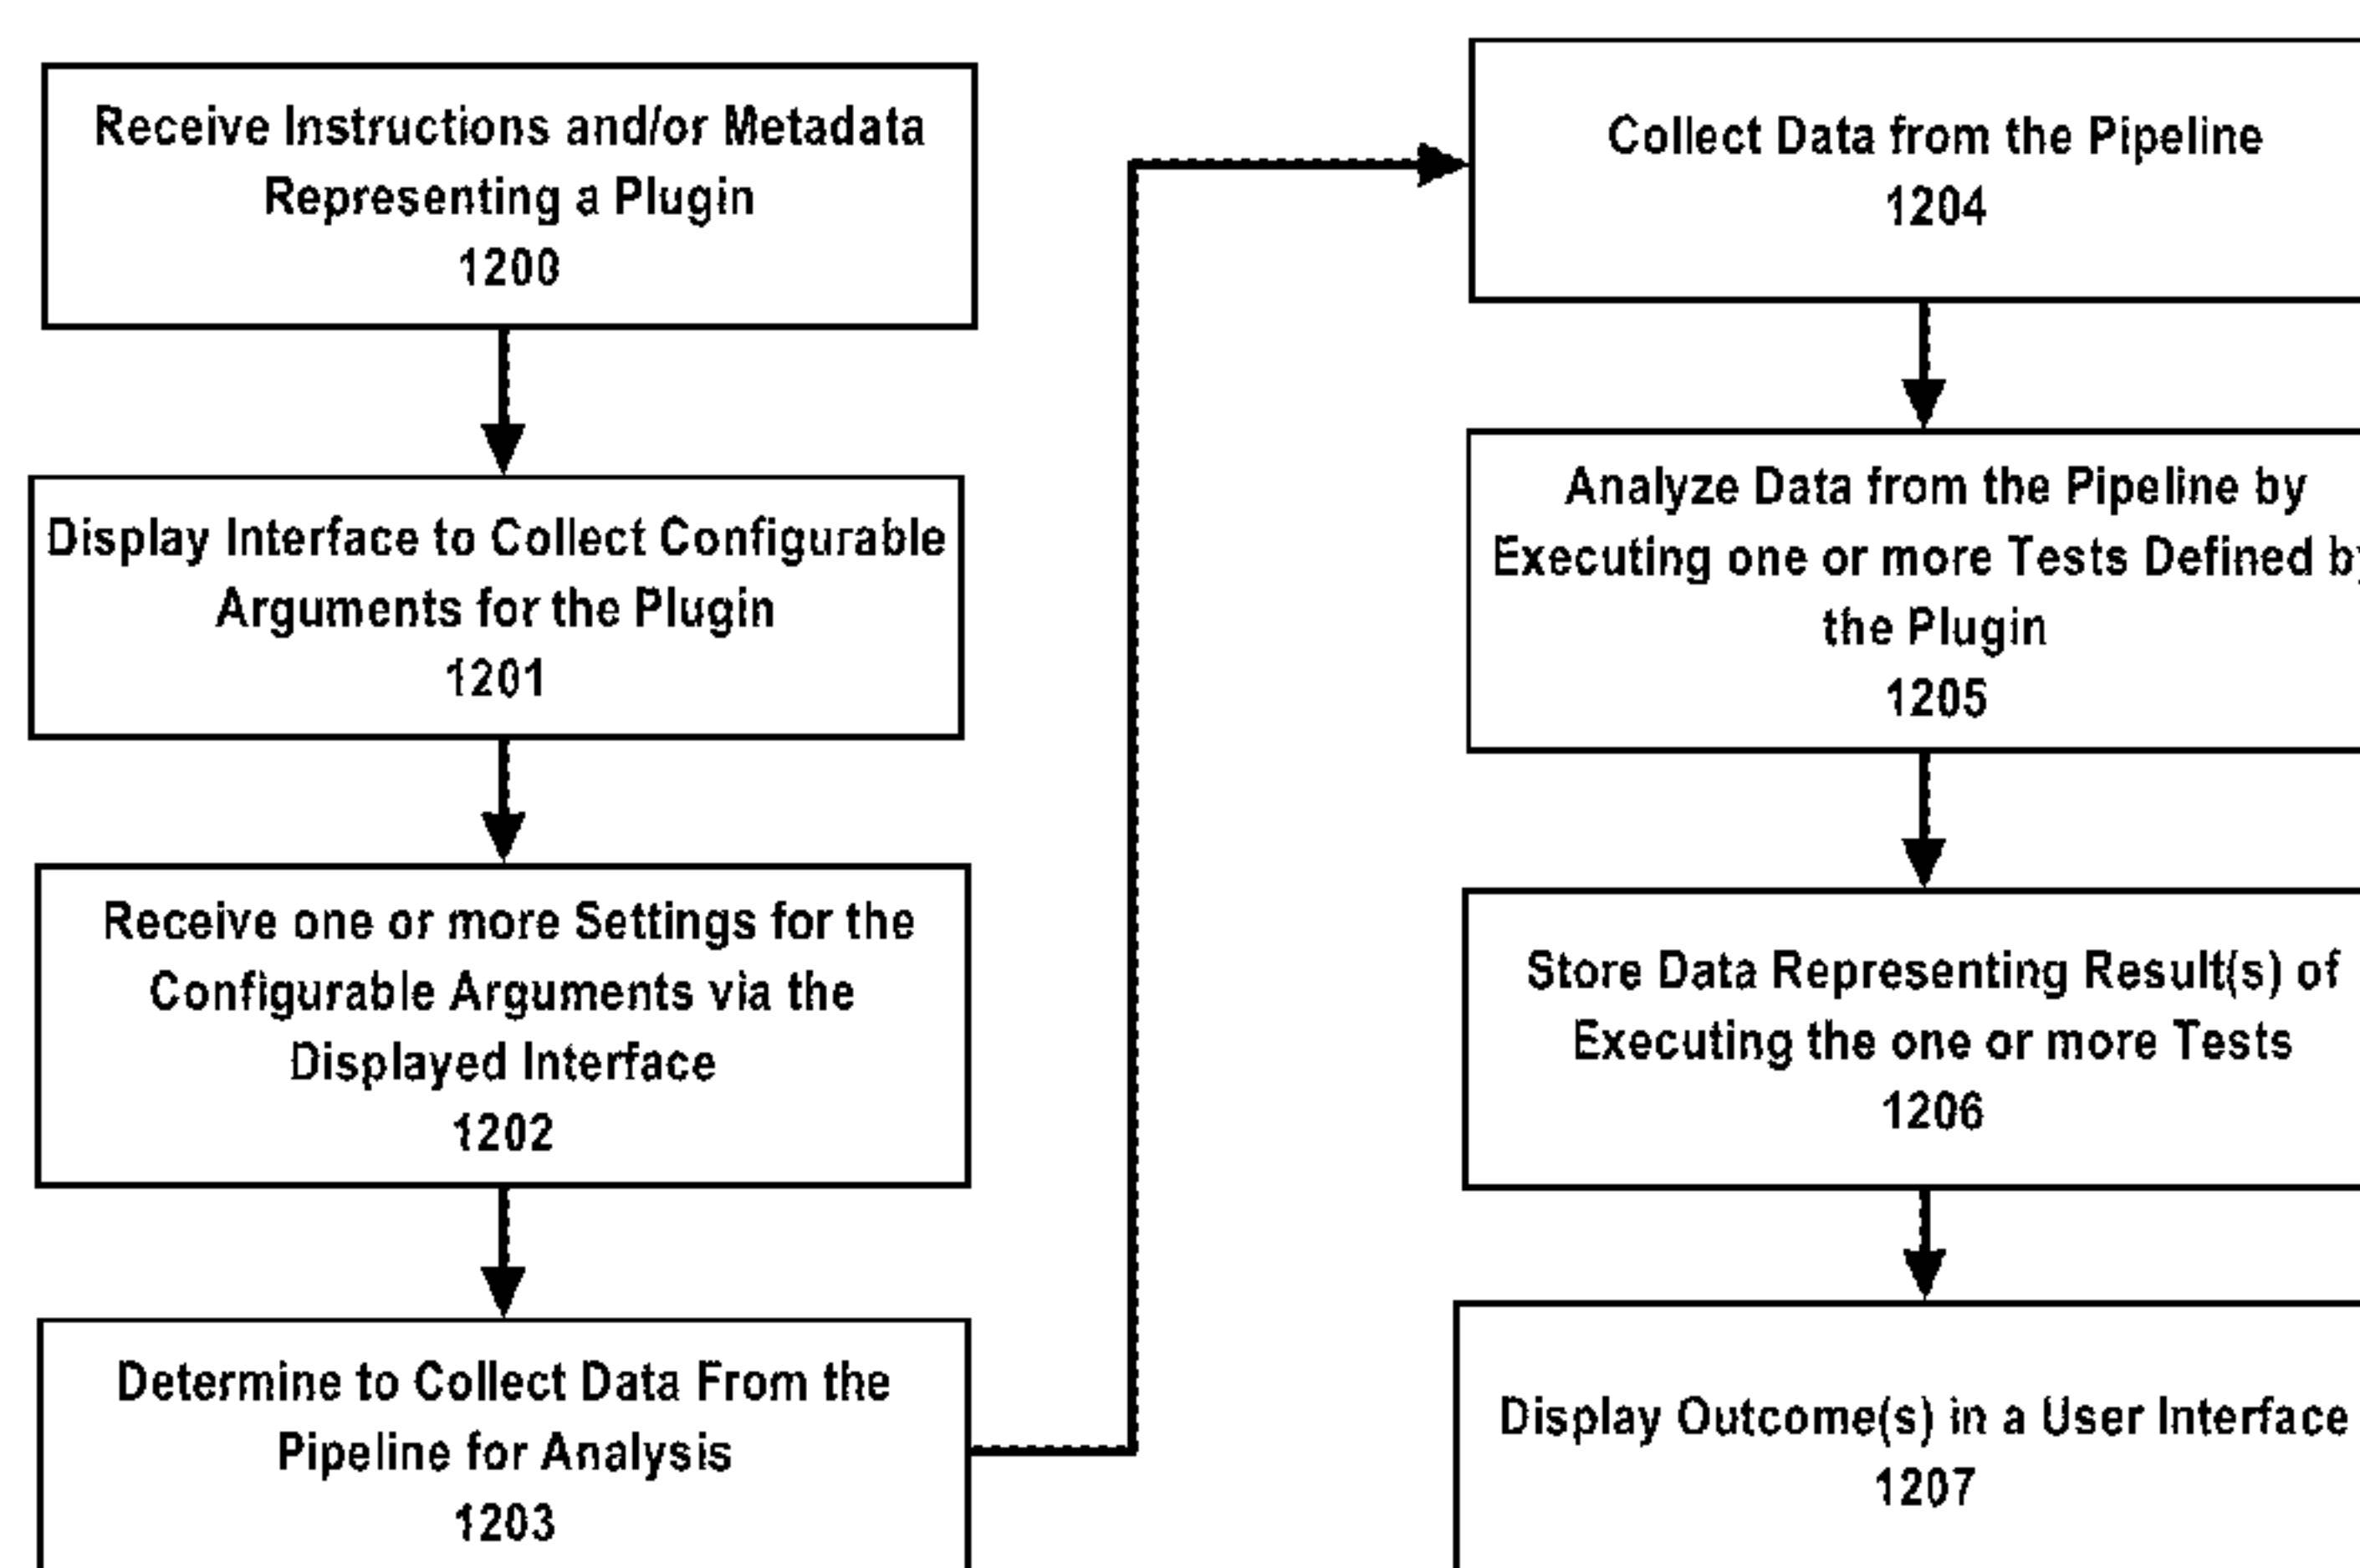 Receive Instructions and/or Metadata
Representing a Plugin
1200
Display Interface to Collect Configurable
Arguments for the Plugin
1201
Receive one or more Settings for the
Configurable Arguments via the
Displayed Interface
1202
Determine to Collect Data From the
Pipeline for Analysis
1203
Collect Data from the Pipeline
1204
Analyze Data from the Pipeline by
Executing one or more Tests Defined by
the Plugin
1205
Store Data Representing Result(s) of
Executing the one or more Tests
1206
Display Outcome(s) in a User Interface
1207